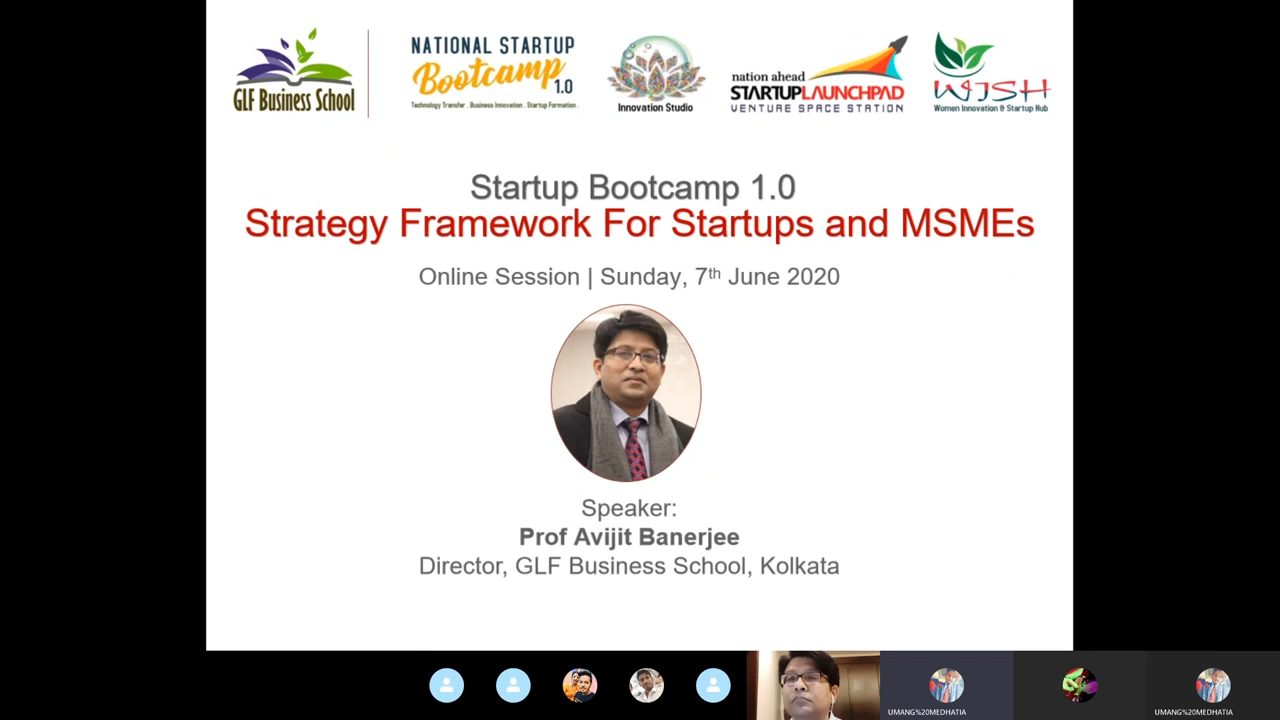 GLF Business School
NATIONAL STARTUP
Bootcamp 1.0
Technology Transfer . Business Innovation . Startup Formation .
Innovation Studio
nation ahead
STARTUPLAUNCHPAD
VENTURE SPACE STATION
WISH
Women Innovation & Startup Hub
Startup Bootcamp 1.0
Strategy Framework For Startups and MSMEs
Online Session | Sunday, 7th June 2020
Speaker:
Prof Avijit Banerjee
Director, GLF Business School, Kolkata
UMANG%20MEDHATIA
UMANG%20MEDHATIA